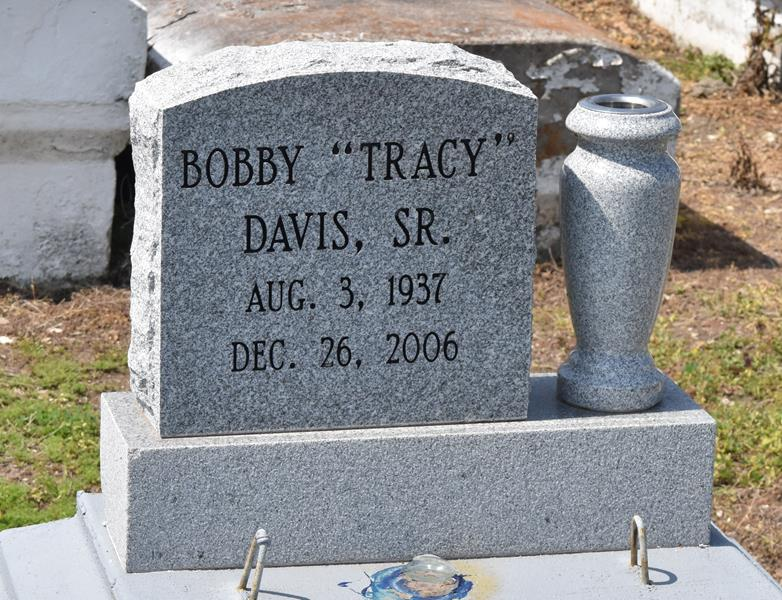 BOBBY “TRACY”
DAVIS, SR.
AUG. 3, 1937
DEC. 26, 2006